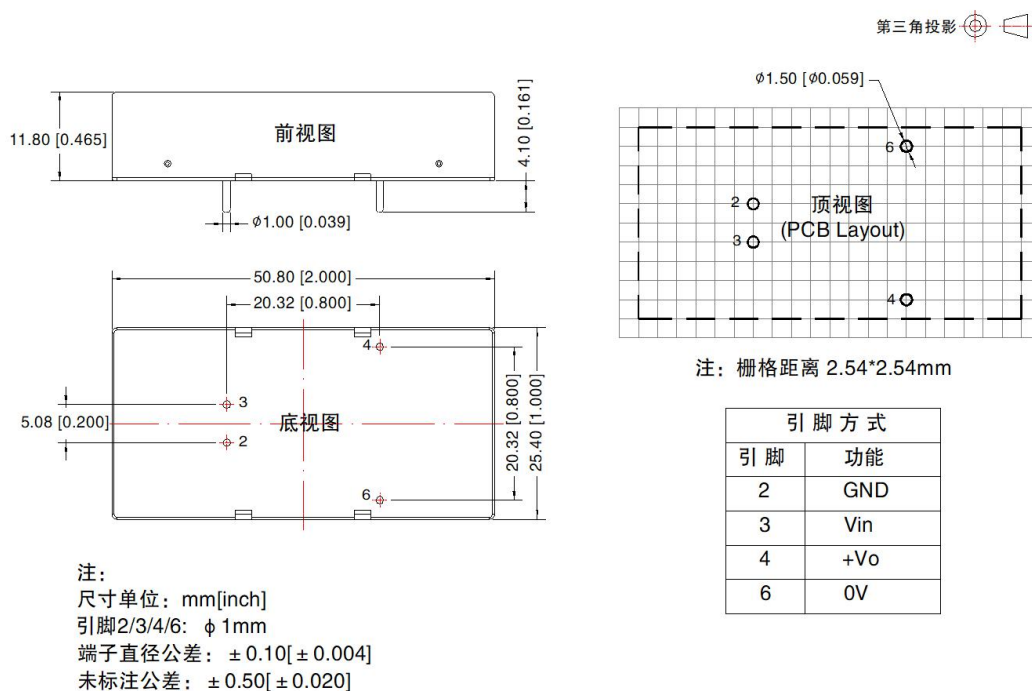 第三角投影
11.80 [0.465]
前视图
4.10 [0.161]
φ1.00 [0.039]
50.80 [2.000]
20.32 [0.800]
4
3
5.08 [0.200]
底视图
2
6
20.32 [0.800]
25.40 [1.000]
注：
尺寸单位：mm[inch]
引脚2/3/4/6: φ 1mm
端子直径公差：±0.10[±0.004]
未标注公差：±0.50[±0.020]
φ1.50 [φ0.059]
6
2
顶视图
(PCB Layout)
3
4
注：栅格距离 2.54*2.54mm
引 脚 方 式
引 脚 功能
2 GND
3 Vin
4 +Vo
6 0V